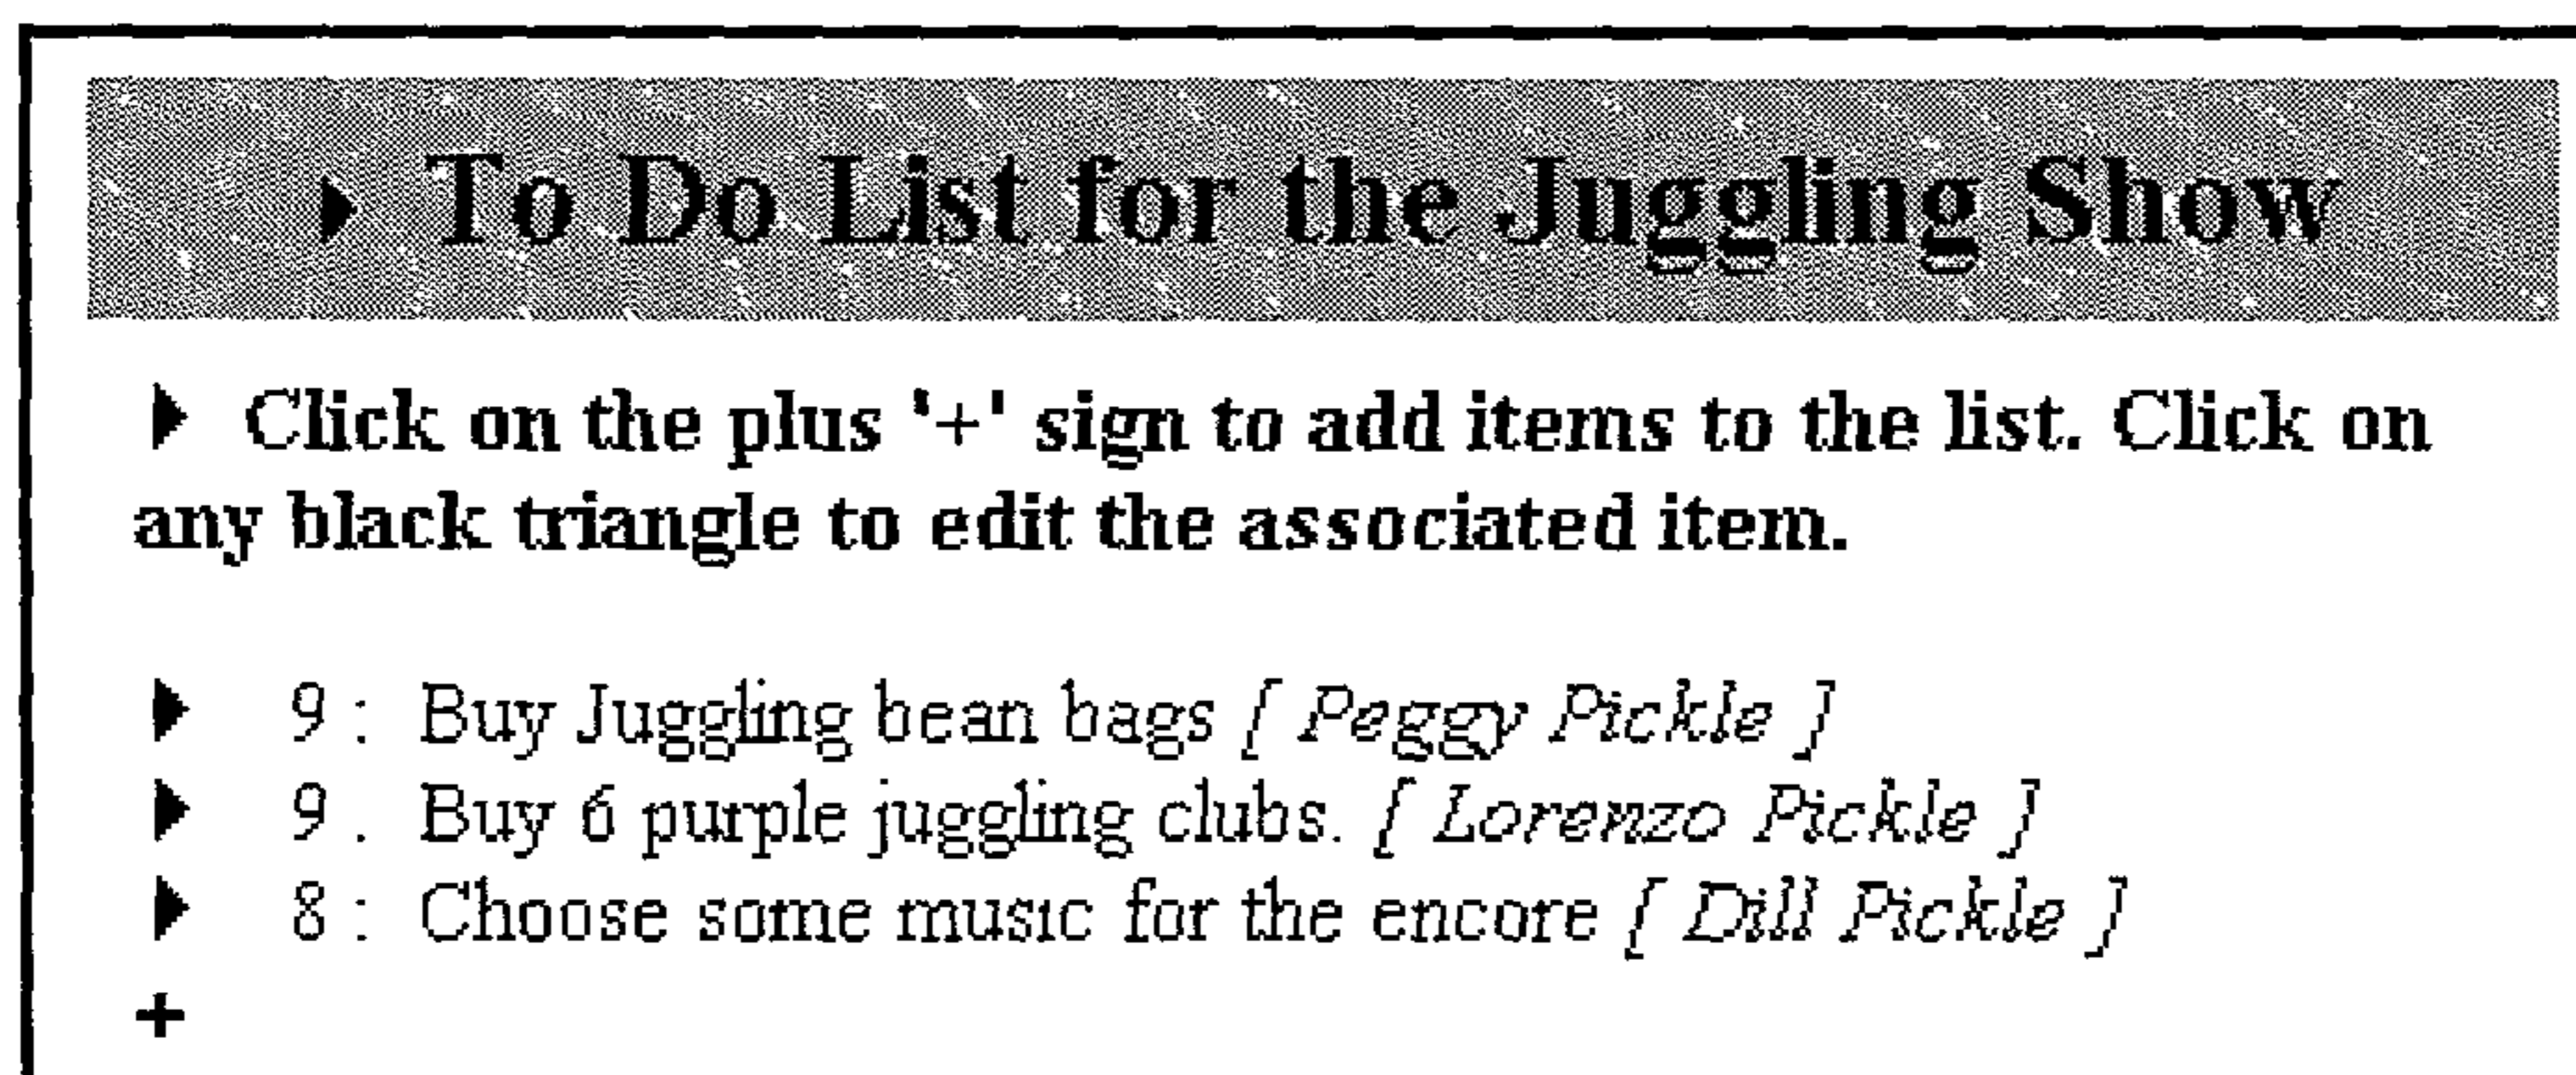 To Do List for the Juggling Show
Click on the plus '+' sign to add items to the list. Click on
any black triangle to edit the associated item.
9 : Buy Juggling bean bags [ Peggy Pickle ]
9 . Buy 6 purple juggling clubs. [ Lorenzo Pickle ]
8 : Choose some music for the encore [ Dill Pickle ]
+